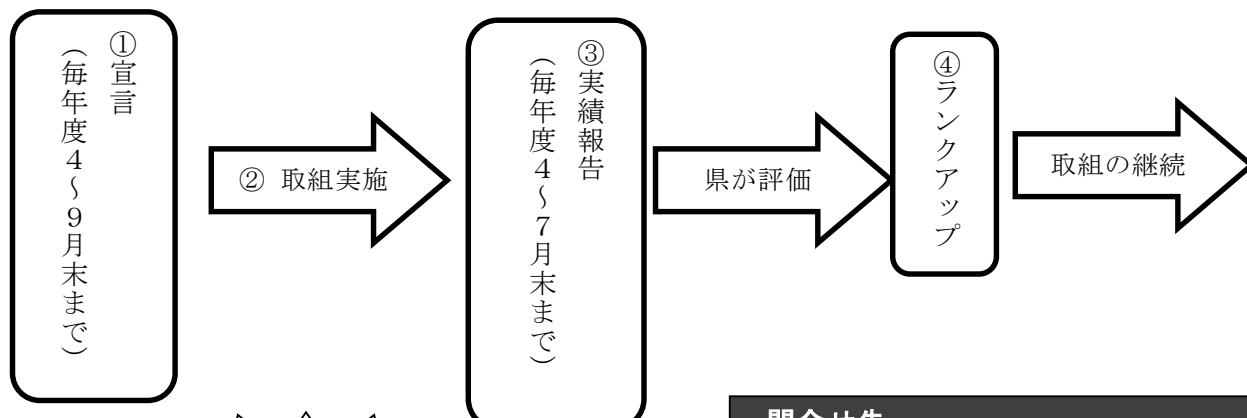 ①宣言
（毎年度４～９月末まで）
② 取組実施
③実績報告
（毎年度４～７月末まで）
県が評価
④ランクアップ
取組の継続